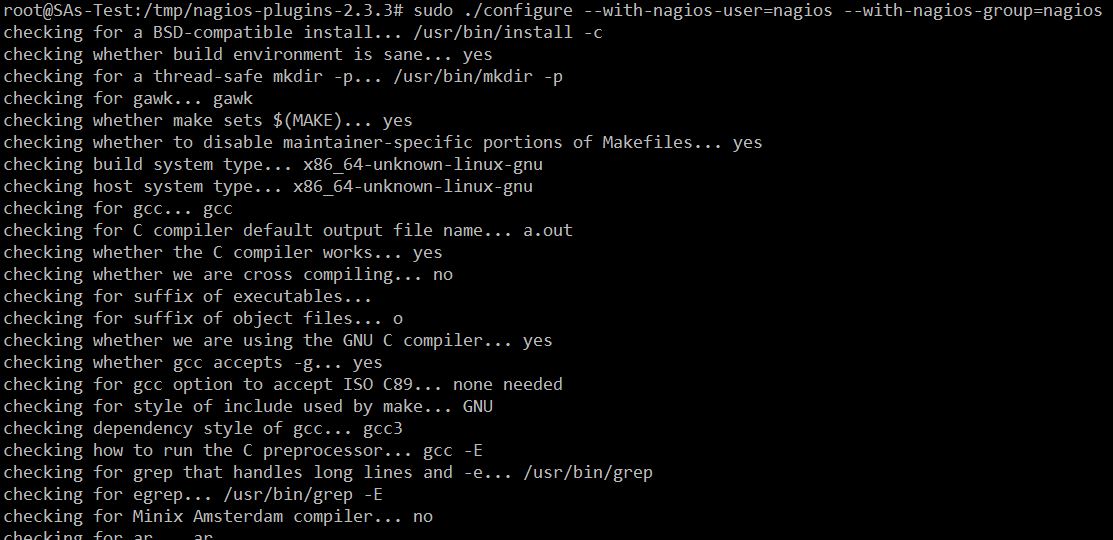 root@SAs-Test:/tmp/nagios-plugins-2.3.3# sudo ./configure --with-nagios-user=nagios --with-nagios-group=nagios
checking for a BSD-compatible install... /usr/bin/install -c
checking whether build environment is sane... yes
checking for a thread-safe mkdir -p... /usr/bin/mkdir -p
checking for gawk... gawk
checking whether make sets $(MAKE)... yes
checking whether to disable maintainer-specific portions of Makefiles... yes
checking build system type... x86_64-unknown-linux-gnu
checking host system type... x86_64-unknown-linux-gnu
checking for gcc... gcc
checking for C compiler default output file name... a.out
checking whether the C compiler works... yes
checking whether we are cross compiling... no
checking for suffix of executables...
checking for suffix of object files... o
checking whether we are using the GNU C compiler... yes
checking whether gcc accepts -g... yes
checking for gcc option to accept ISO C89... none needed
checking for style of include used by make... GNU
checking dependency style of gcc... gcc3
checking how to run the C preprocessor... gcc -E
checking for grep that handles long lines and -e... /usr/bin/grep
checking for egrep... /usr/bin/grep -E
checking for Minix Amsterdam compiler... no
checking for ar... ar